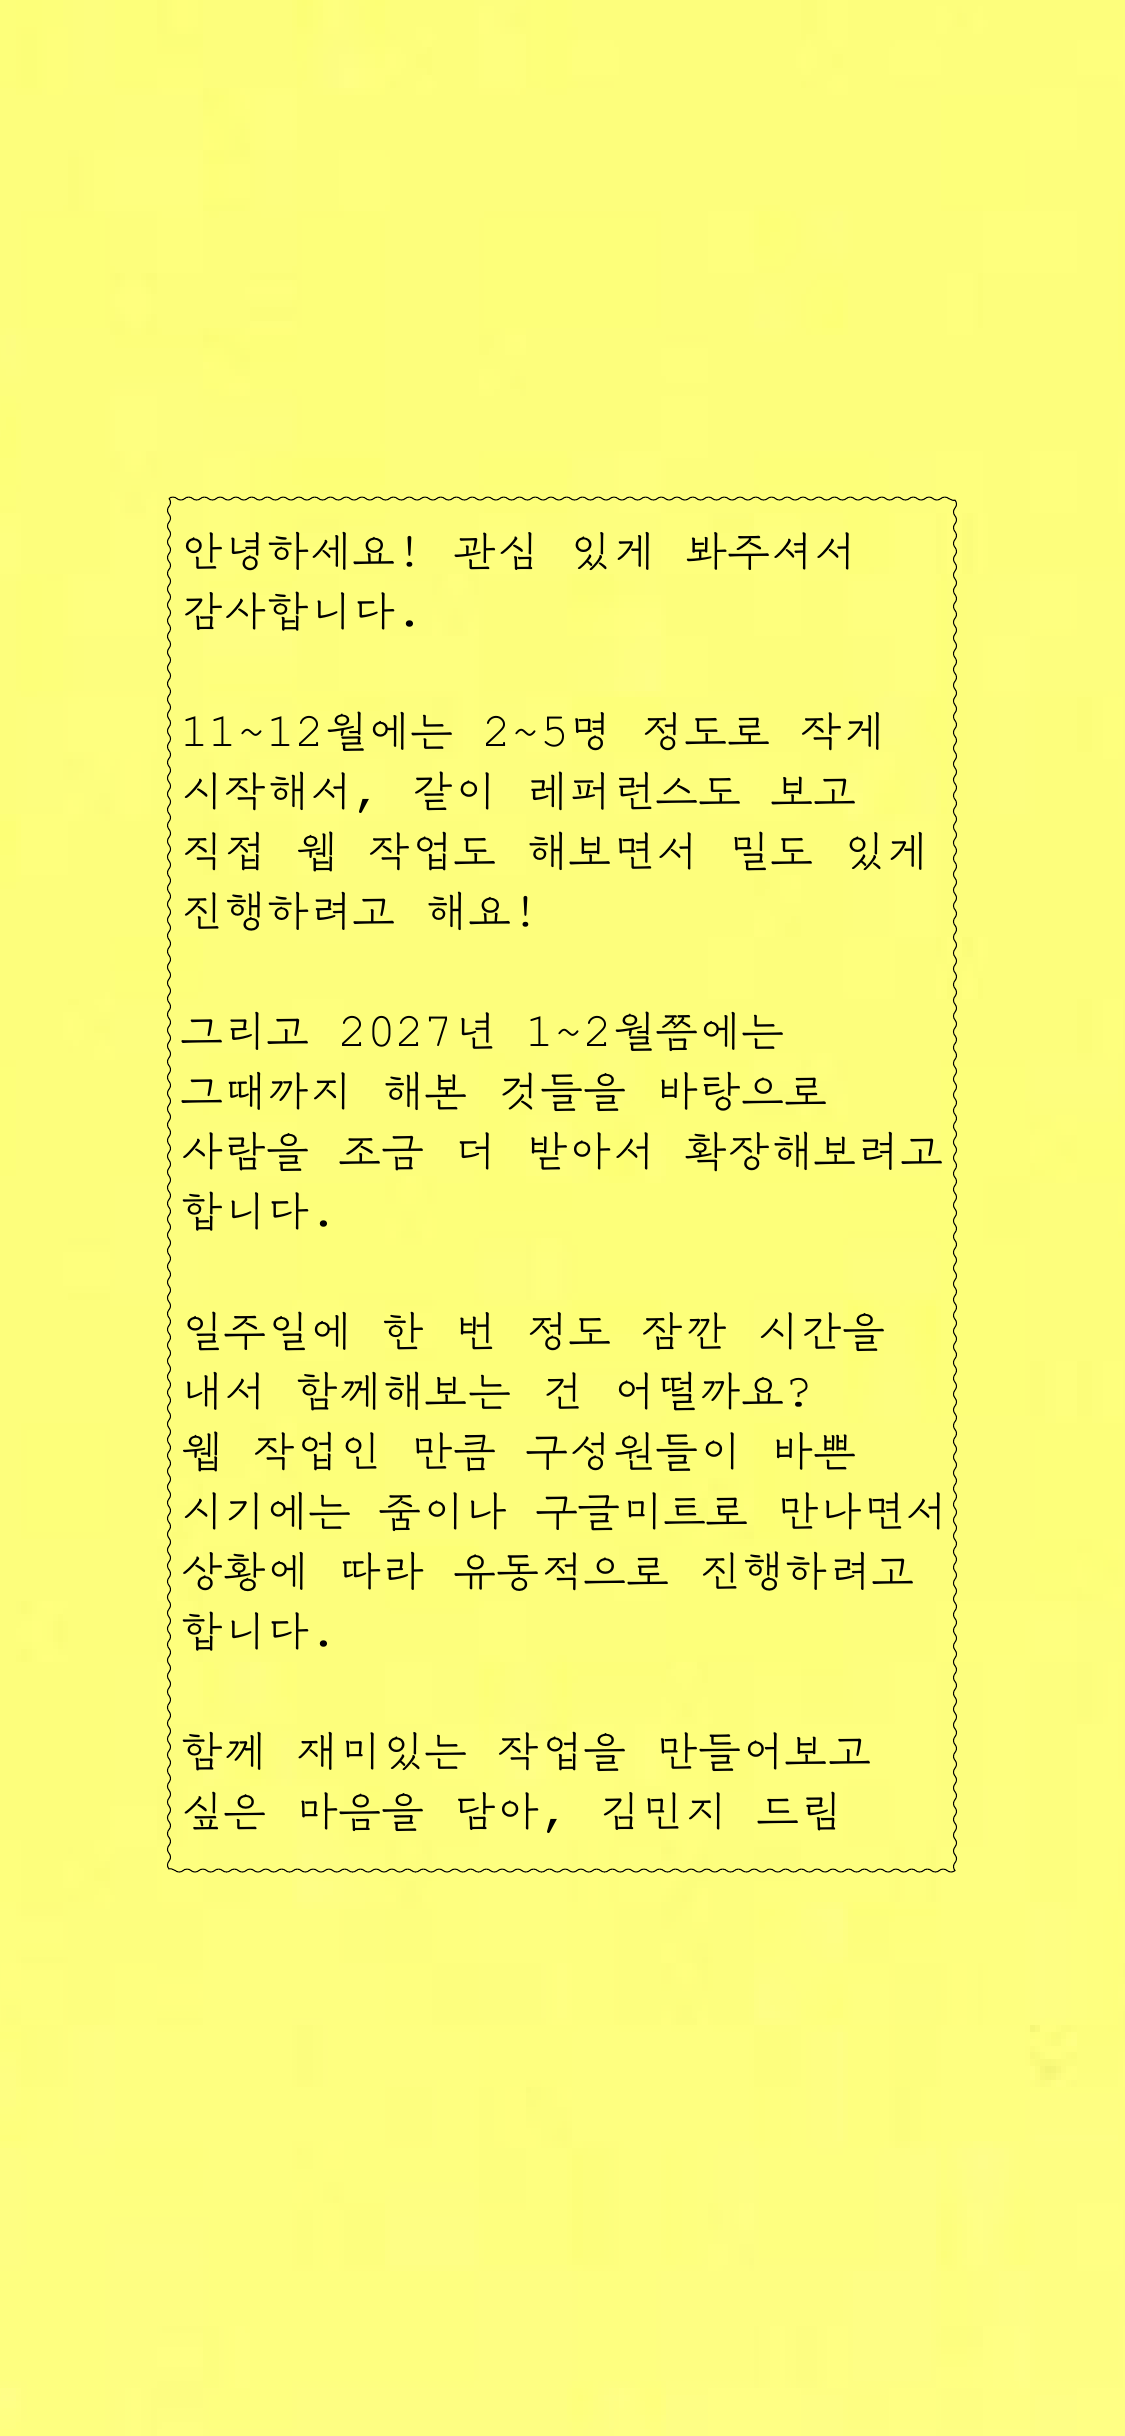 안녕하세요! 관심 있게 봐주셔서
감사합니다.
11~12월에는 2~5명 정도로 작게
시작해서, 같이 레퍼런스도 보고
직접 웹 작업도 해보면서 밀도 있게
진행하려고 해요!
그리고 2027년 1~2월쯤에는
그때까지 해본 것들을 바탕으로
사람을 조금 더 받아서 확장해보려고
합니다.
일주일에 한 번 정도 잠깐 시간을
내서 함께해보는 건 어떨까요?
웹 작업인 만큼 구성원들이 바쁜
시기에는 줌이나 구글미트로 만나면서
상황에 따라 유동적으로 진행하려고
합니다.
함께 재미있는 작업을 만들어보고
싶은 마음을 담아, 김민지 드림